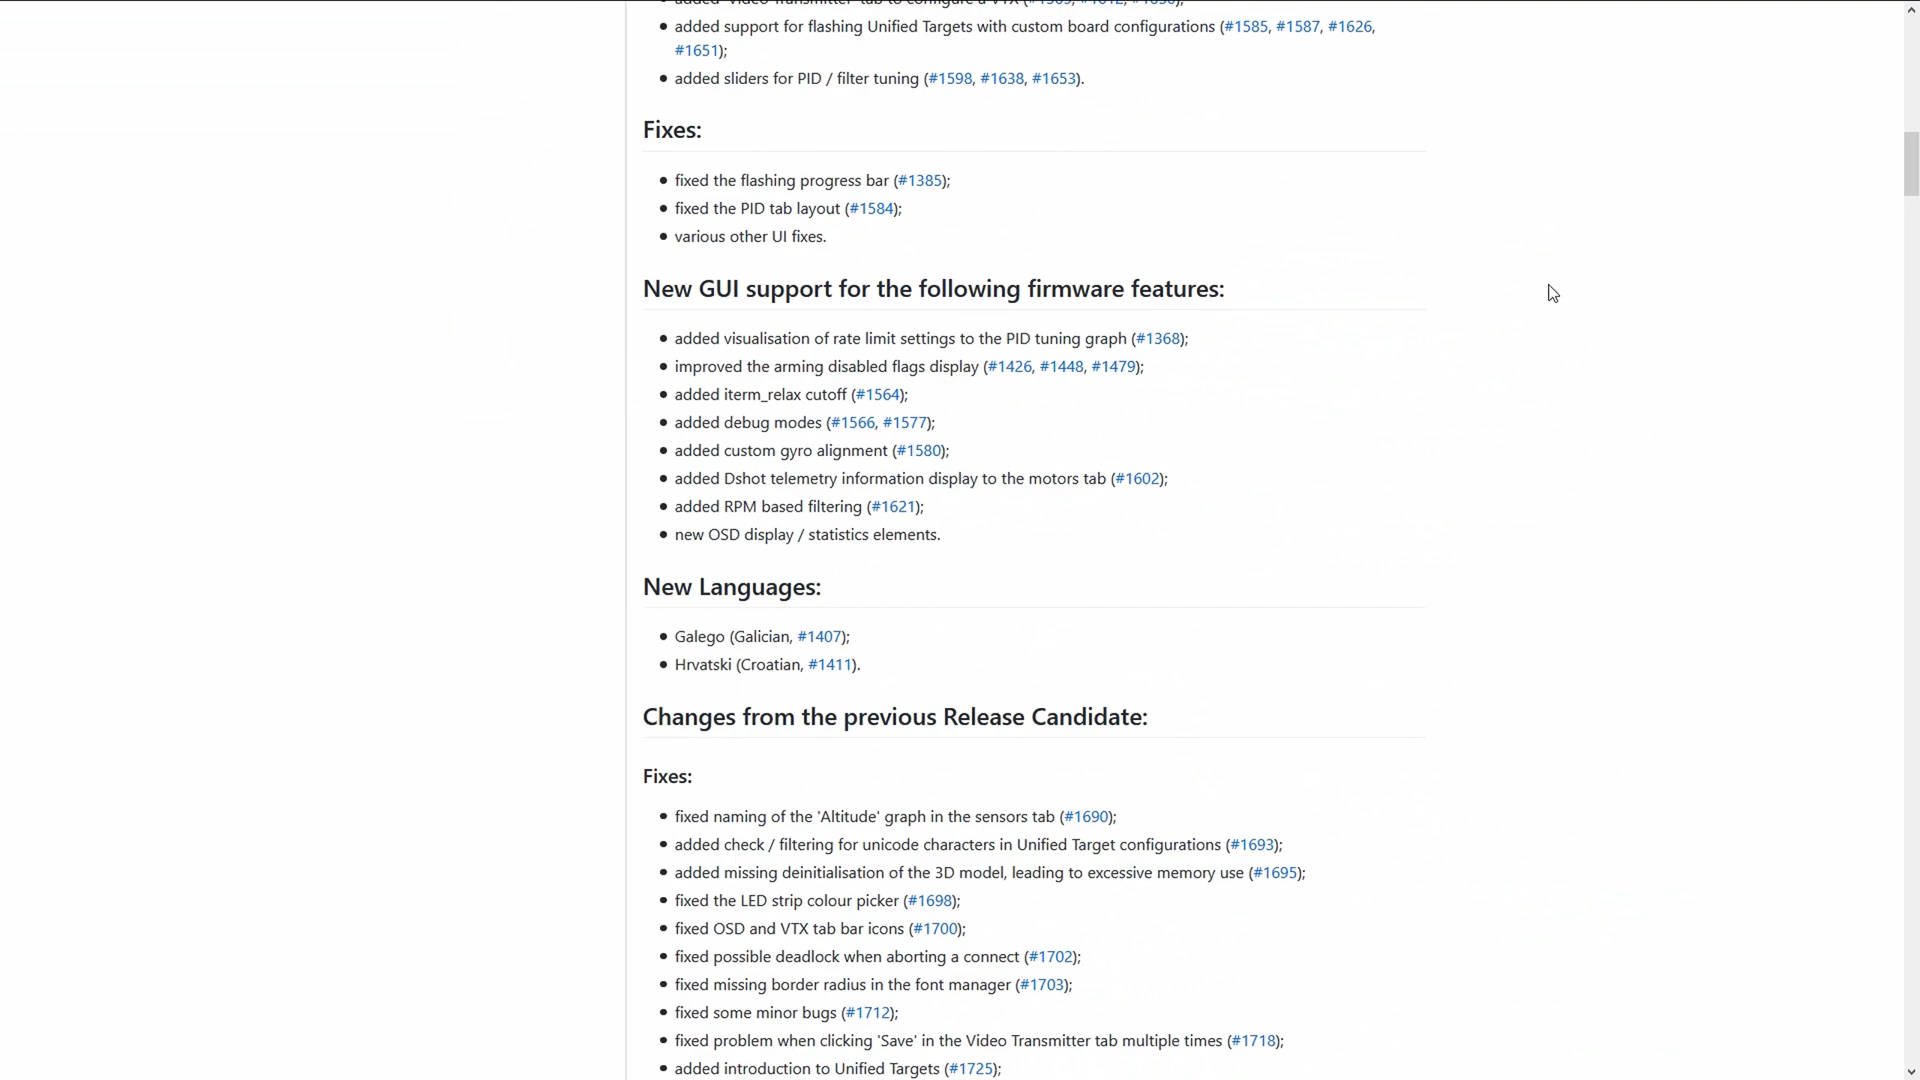 added 'Video Transmitter' tab to configure a VTX (
added support for flashing Unified Targets with custom board configurations (#1585, #1587, #1626,
#1651);
added sliders for PID / filter tuning (#1598, #1638, #1653).
Fixes:
fixed the flashing progress bar (#1385);
fixed the PID tab layout (#1584);
various other UI fixes.
New GUI support for the following firmware features:
added visualisation of rate limit settings to the PID tuning graph (#1368);
improved the arming disabled flags display (#1426, #1448, #1479);
added iterm_relax cutoff (#1564);
added debug modes (#1566, #1577);
added custom gyro alignment (#1580);
added Dshot telemetry information display to the motors tab (#1602);
added RPM based filtering (#1621);
new OSD display / statistics elements.
New Languages:
Galego (Galician, #1407);
Hrvatski (Croatian, #1411).
Changes from the previous Release Candidate:
Fixes:
fixed naming of the 'Altitude' graph in the sensors tab (#1690);
added check / filtering for unicode characters in Unified Target configurations (#1693);
added missing deinitialisation of the 3D model, leading to excessive memory use (#1695);
fixed the LED strip colour picker (#1698);
fixed OSD and VTX tab bar icons (#1700);
fixed possible deadlock when aborting a connect (#1702);
fixed missing border radius in the font manager (#1703);
fixed some minor bugs (#1712);
fixed problem when clicking 'Save' in the Video Transmitter tab multiple times (#1718);
added introduction to Unified Targets (#1725);